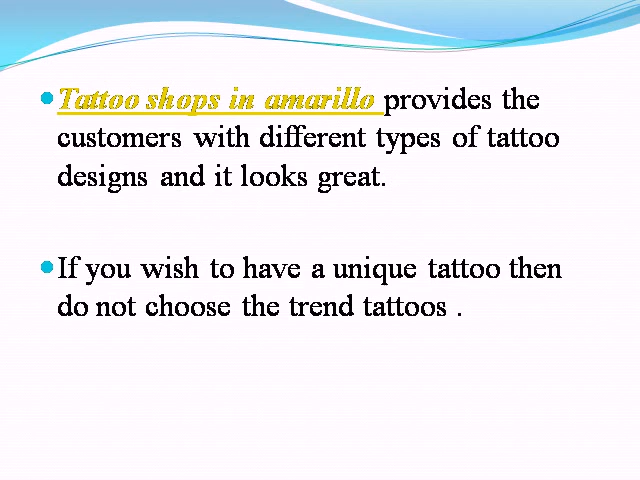 Tattoo shops in amarillo provides the
customers with different types of tattoo
designs and it looks great.
If you wish to have a unique tattoo then
do not choose the trend tattoos .